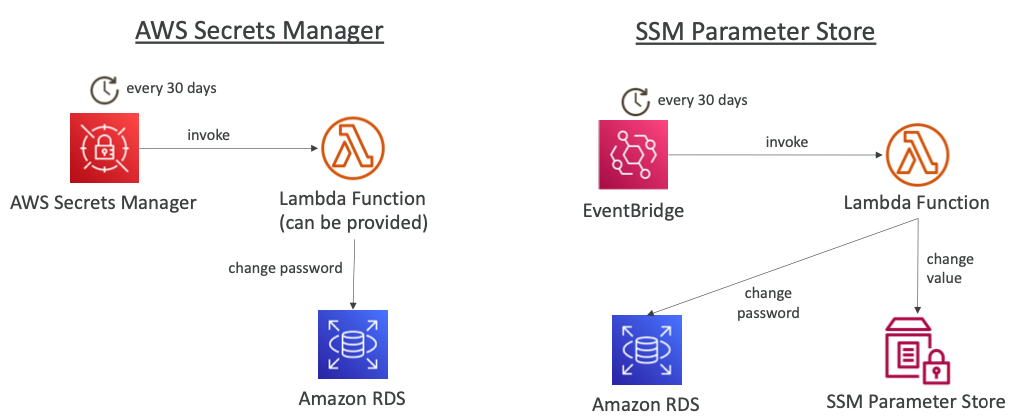 AWS Secrets Manager
every 30 days
invoke
AWS Secrets Manager
Lambda Function
(can be provided)
change password
Amazon RDS
SSM Parameter Store
every 30 days
invoke
EventBridge
Lambda Function
change
value
change
password
Amazon RDS
SSM Parameter Store